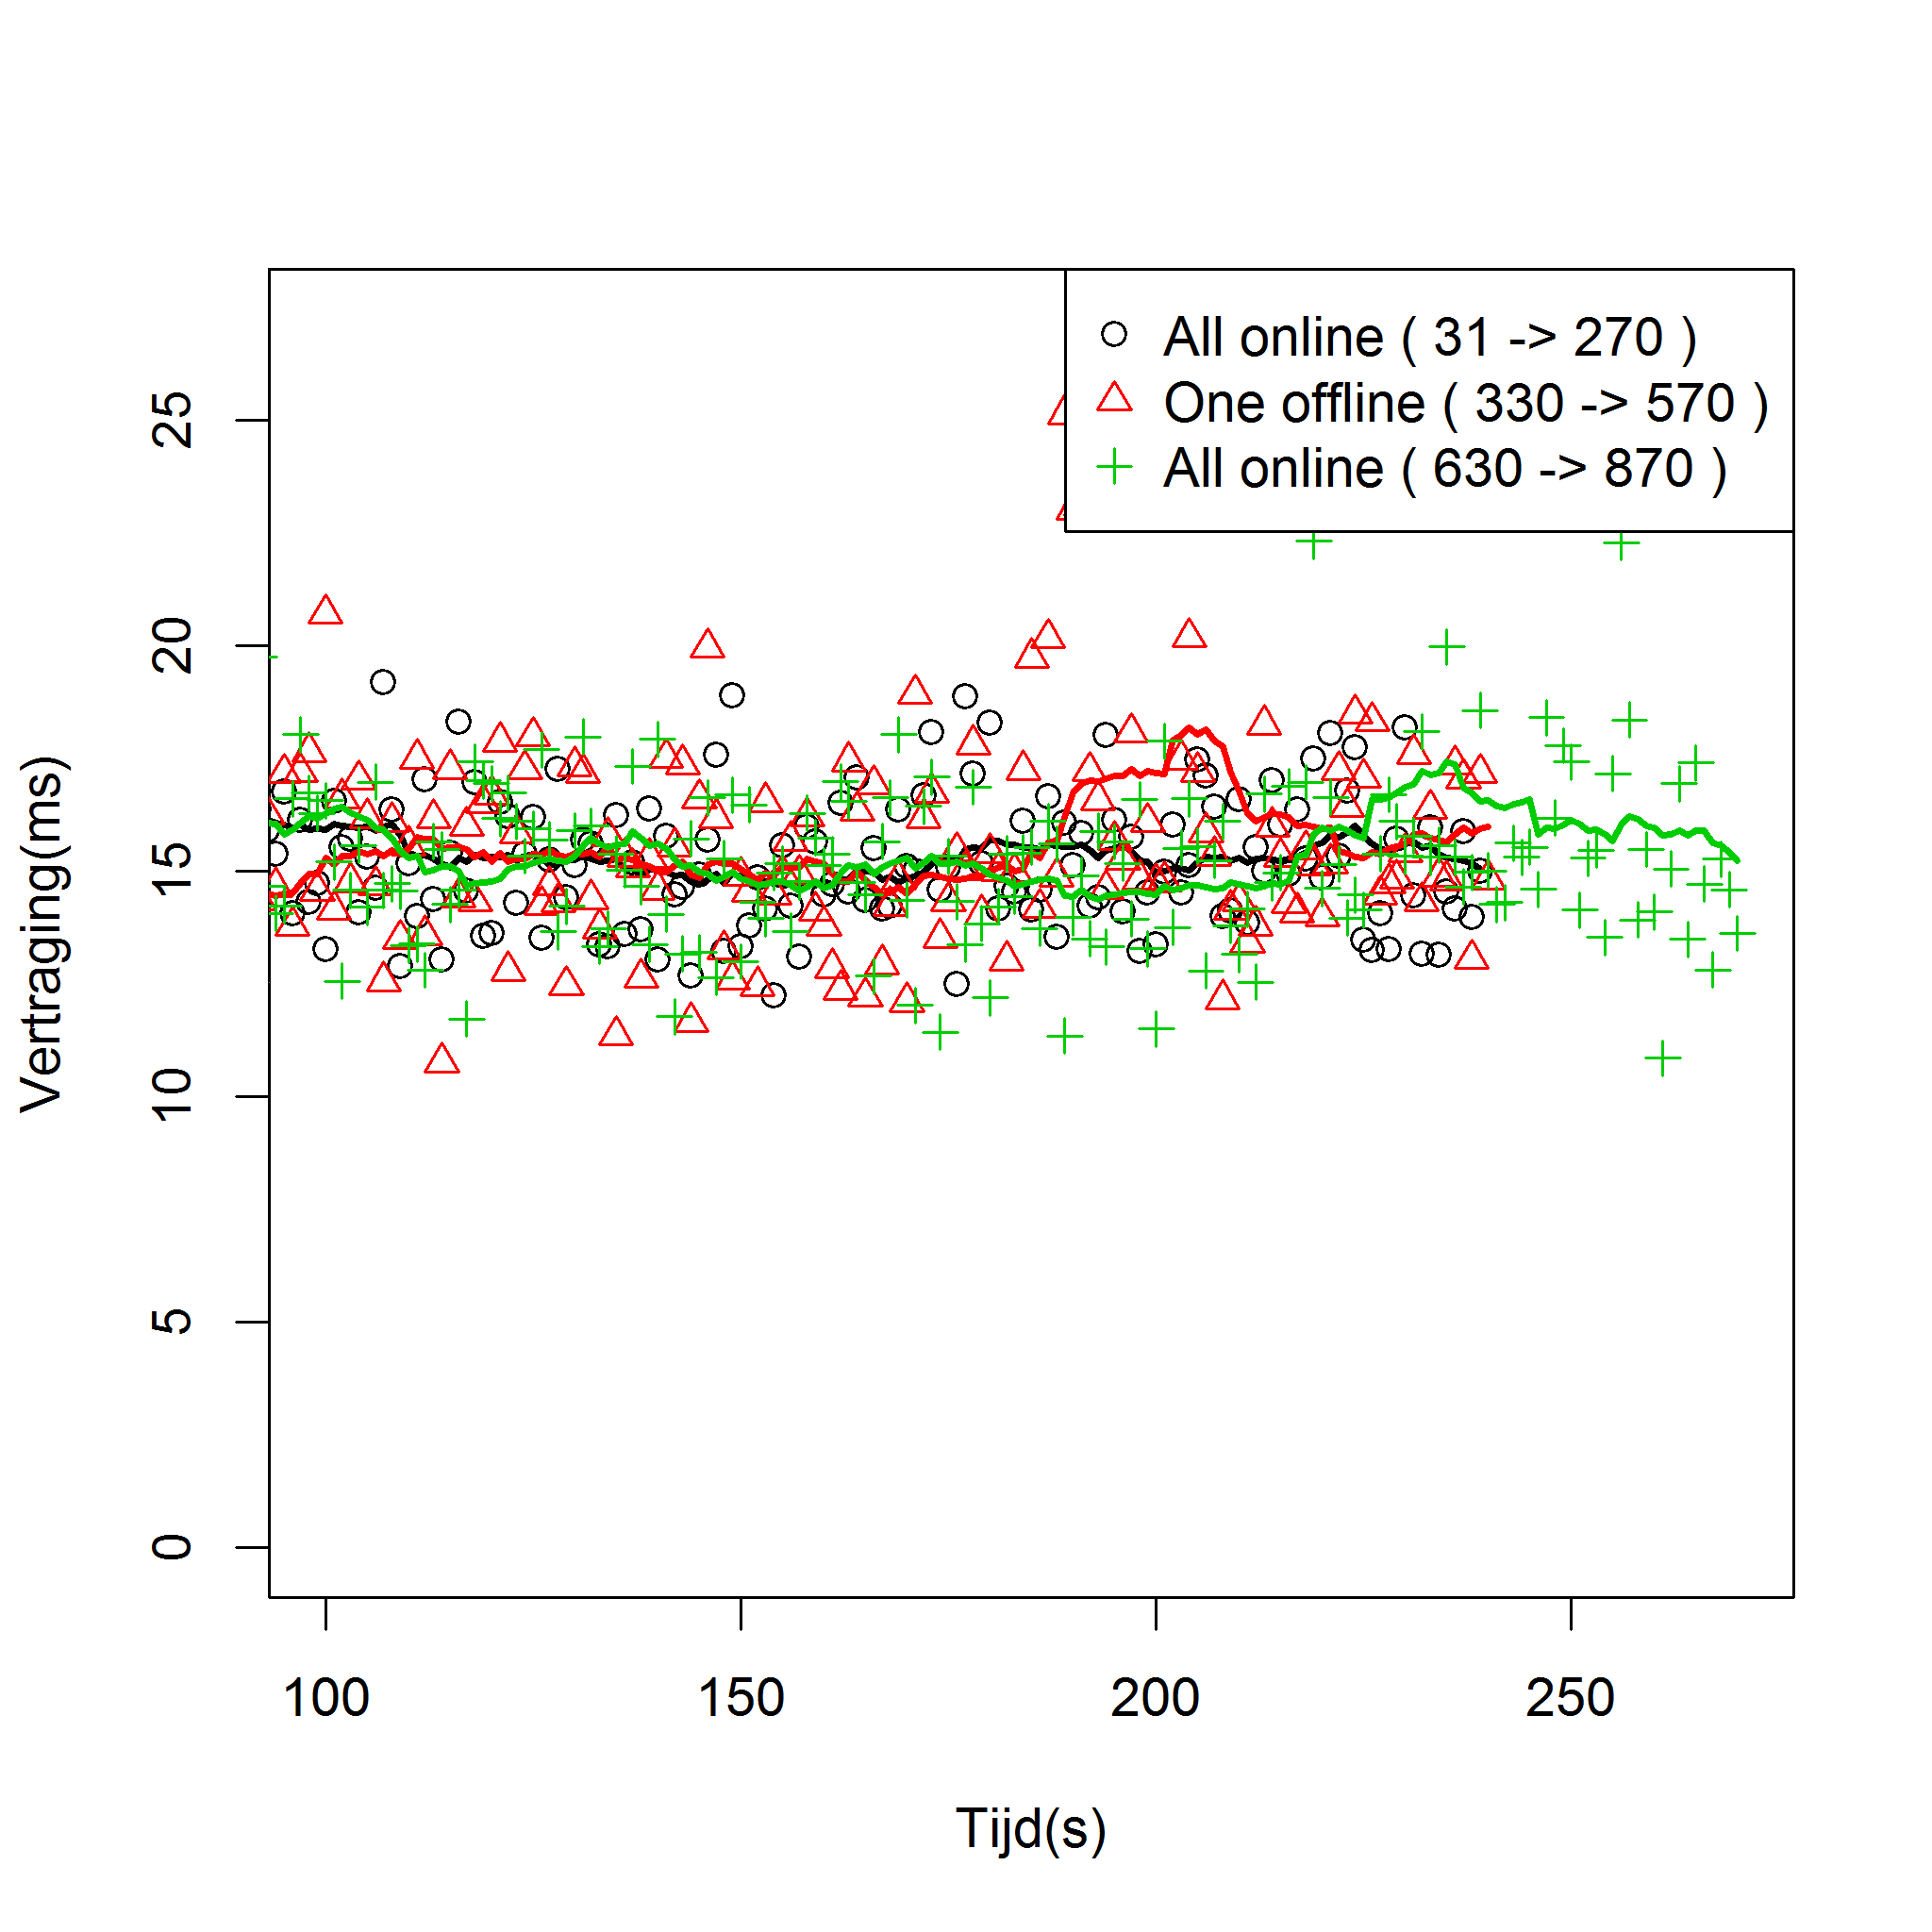 All online ( 31 -> 270 )
One offline ( 330 -> 570 )
All online ( 630 -> 870 )
Vertraging(ms)
25
20
15
10
5
0
100 150 200 250
Tijd(s)